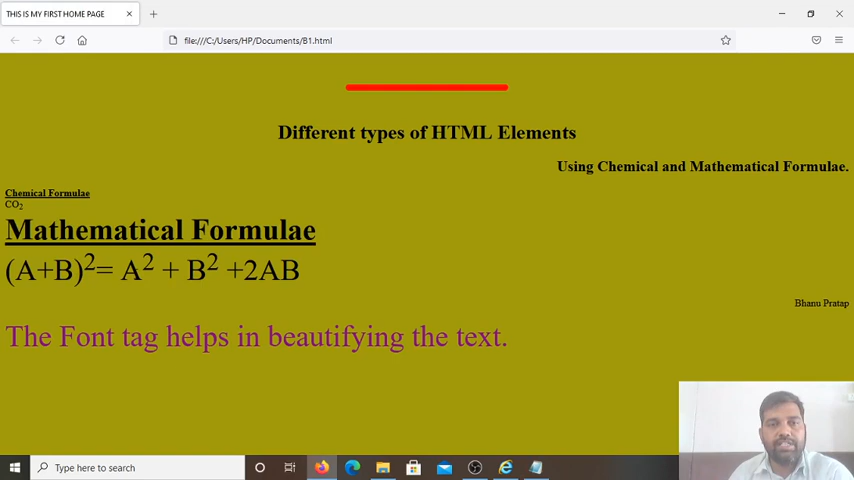 THIS IS MY FIRST HOME PAGE
file:///C:/Users/HP/Documents/B1.html
Different types of HTML Elements
Using Chemical and Mathematical Formulae.
Chemical Formulae
CO₂
Mathematical Formulae
(A+B)²= A² + B² +2AB
Bhanu Pratap
The Font tag helps in beautifying the text.
Type here to search